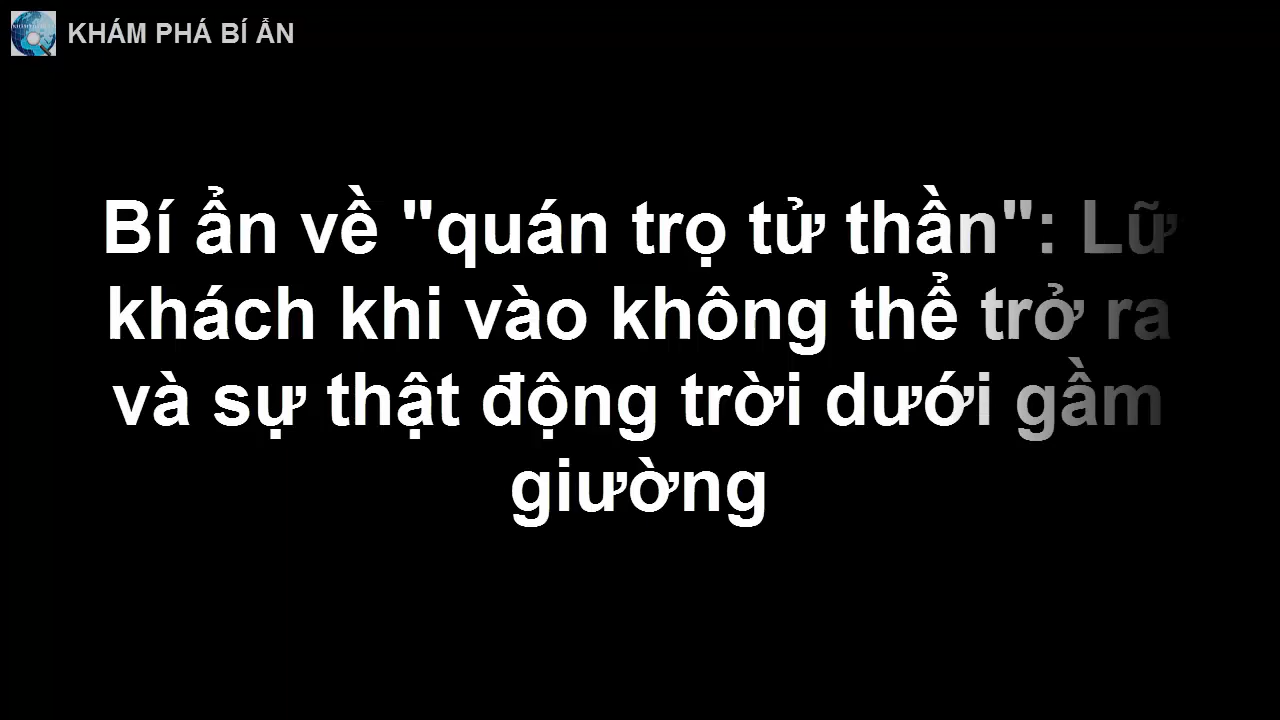 KHÁM PHÁ BÍ ẨN
Bí ẩn về "quán trọ tử thần": Lữ
khách khi vào không thể trở ra
và sự thật động trời dưới gầm
giường